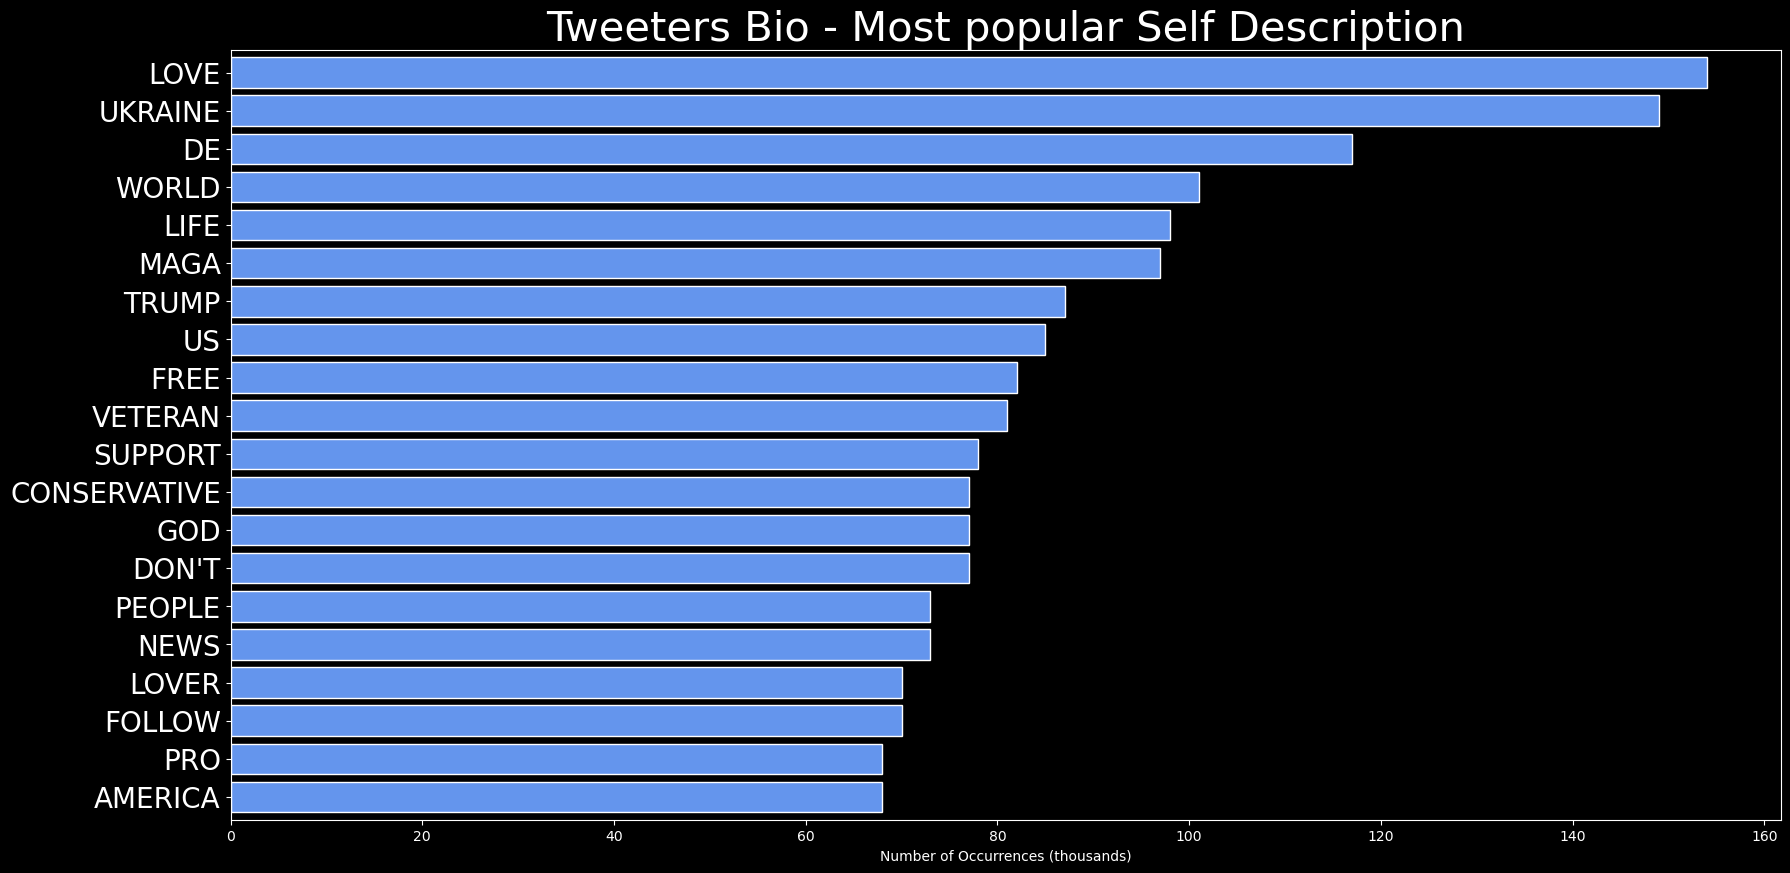 Tweeters Bio - Most popular Self Description
LOVE
UKRAINE
DE
WORLD
LIFE
MAGA
TRUMP
US
FREE
VETERAN
SUPPORT
CONSERVATIVE
GOD
DON'T
PEOPLE
NEWS
LOVER
FOLLOW
PRO
AMERICA
0 20 40 60 80 100 120 140 160
Number of Occurrences (thousands)